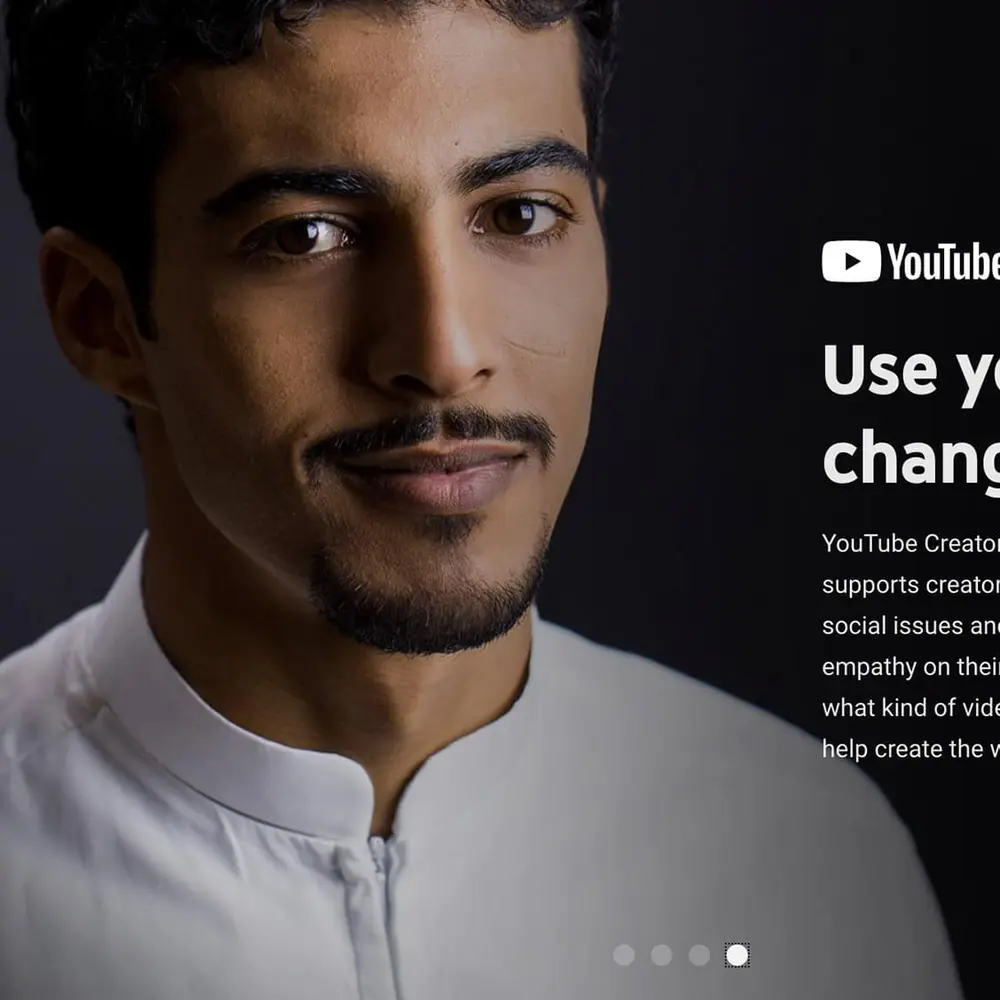 YouTube
Use yo
chang
YouTube Creator
supports creator
social issues and
empathy on their
what kind of vide
help create the w